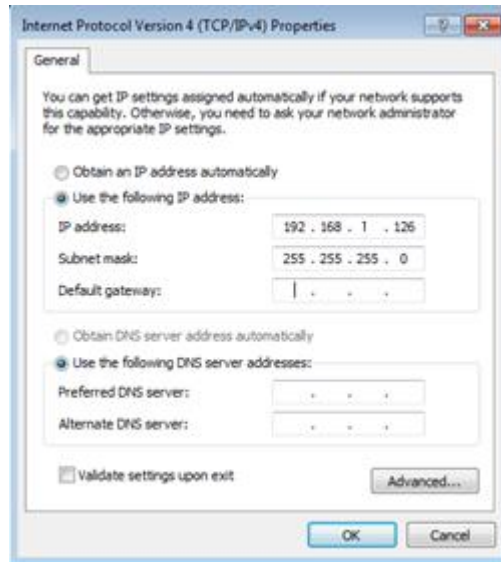 Internet Protocol Version 4 (TCP/IPv4) Properties
General
You can get IP settings assigned automatically if your network supports
this capability. Otherwise, you need to ask your network administrator
for the appropriate IP settings.
Obtain an IP address automatically
Use the following IP address:
IP address: 192 . 168 . 1 . 126
Subnet mask: 255 . 255 . 255 . 0
Default gateway: . . .
Obtain DNS server address automatically
Use the following DNS server addresses:
Preferred DNS server: . . .
Alternate DNS server: . . .
Validate settings upon exit
Advanced...
OK Cancel